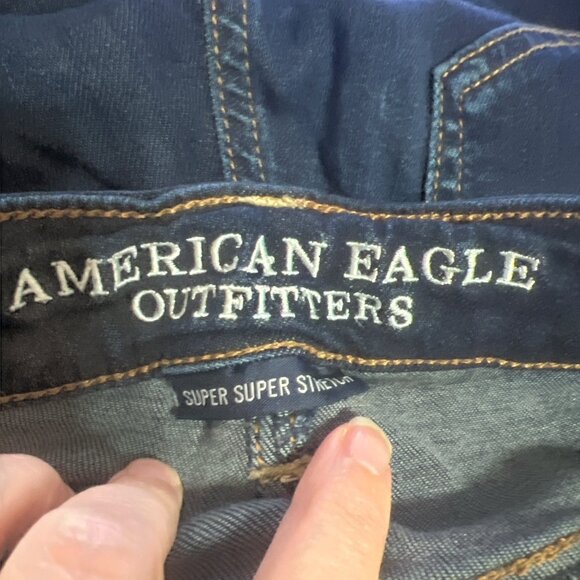 AMERICAN EAGLE
OUTFITTERS
SUPER SUPER STRETCH